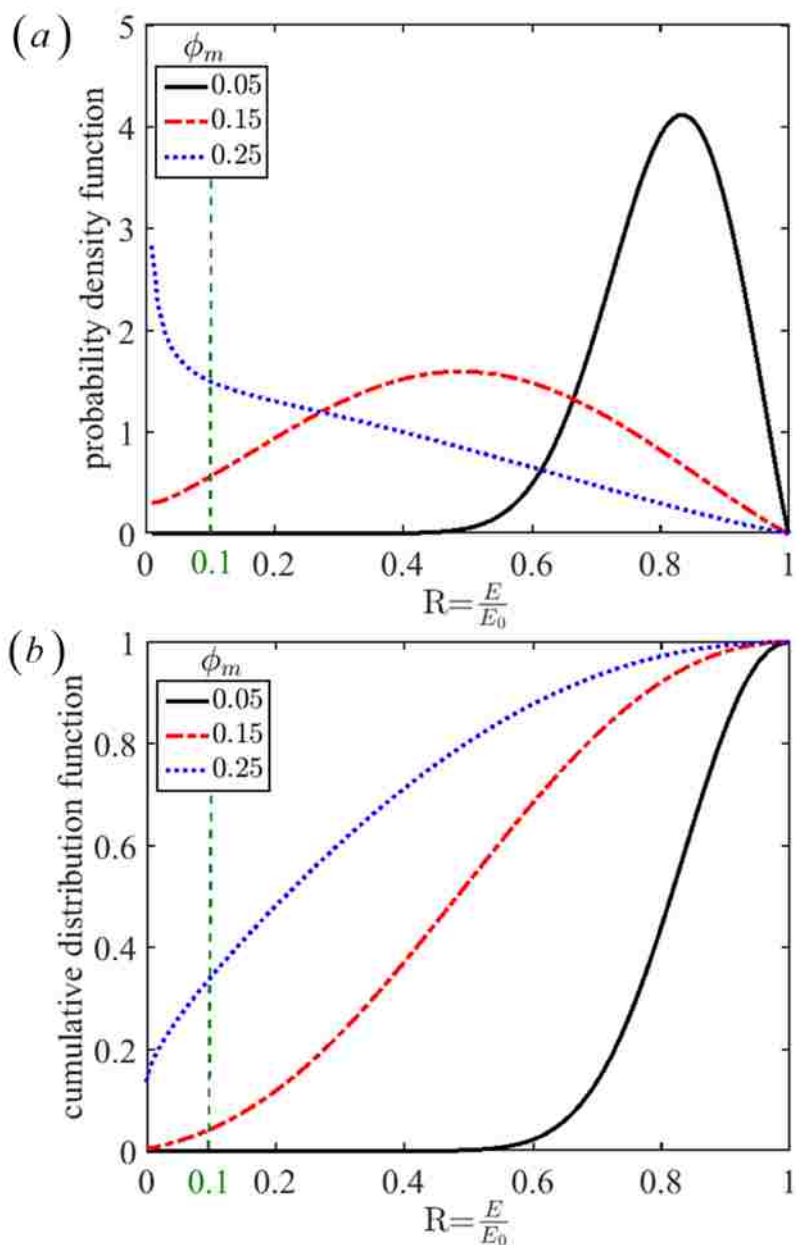 (a)
5
4
3
2
1
0
probability density function
ϕm
0.05
0.15
0.25
0 0.1 0.2 0.4 0.6 0.8 1
R=E/E0
(b)
1
0.8
0.6
0.4
0.2
0
cumulative distribution function
ϕm
0.05
0.15
0.25
0 0.1 0.2 0.4 0.6 0.8 1
R=E/E0